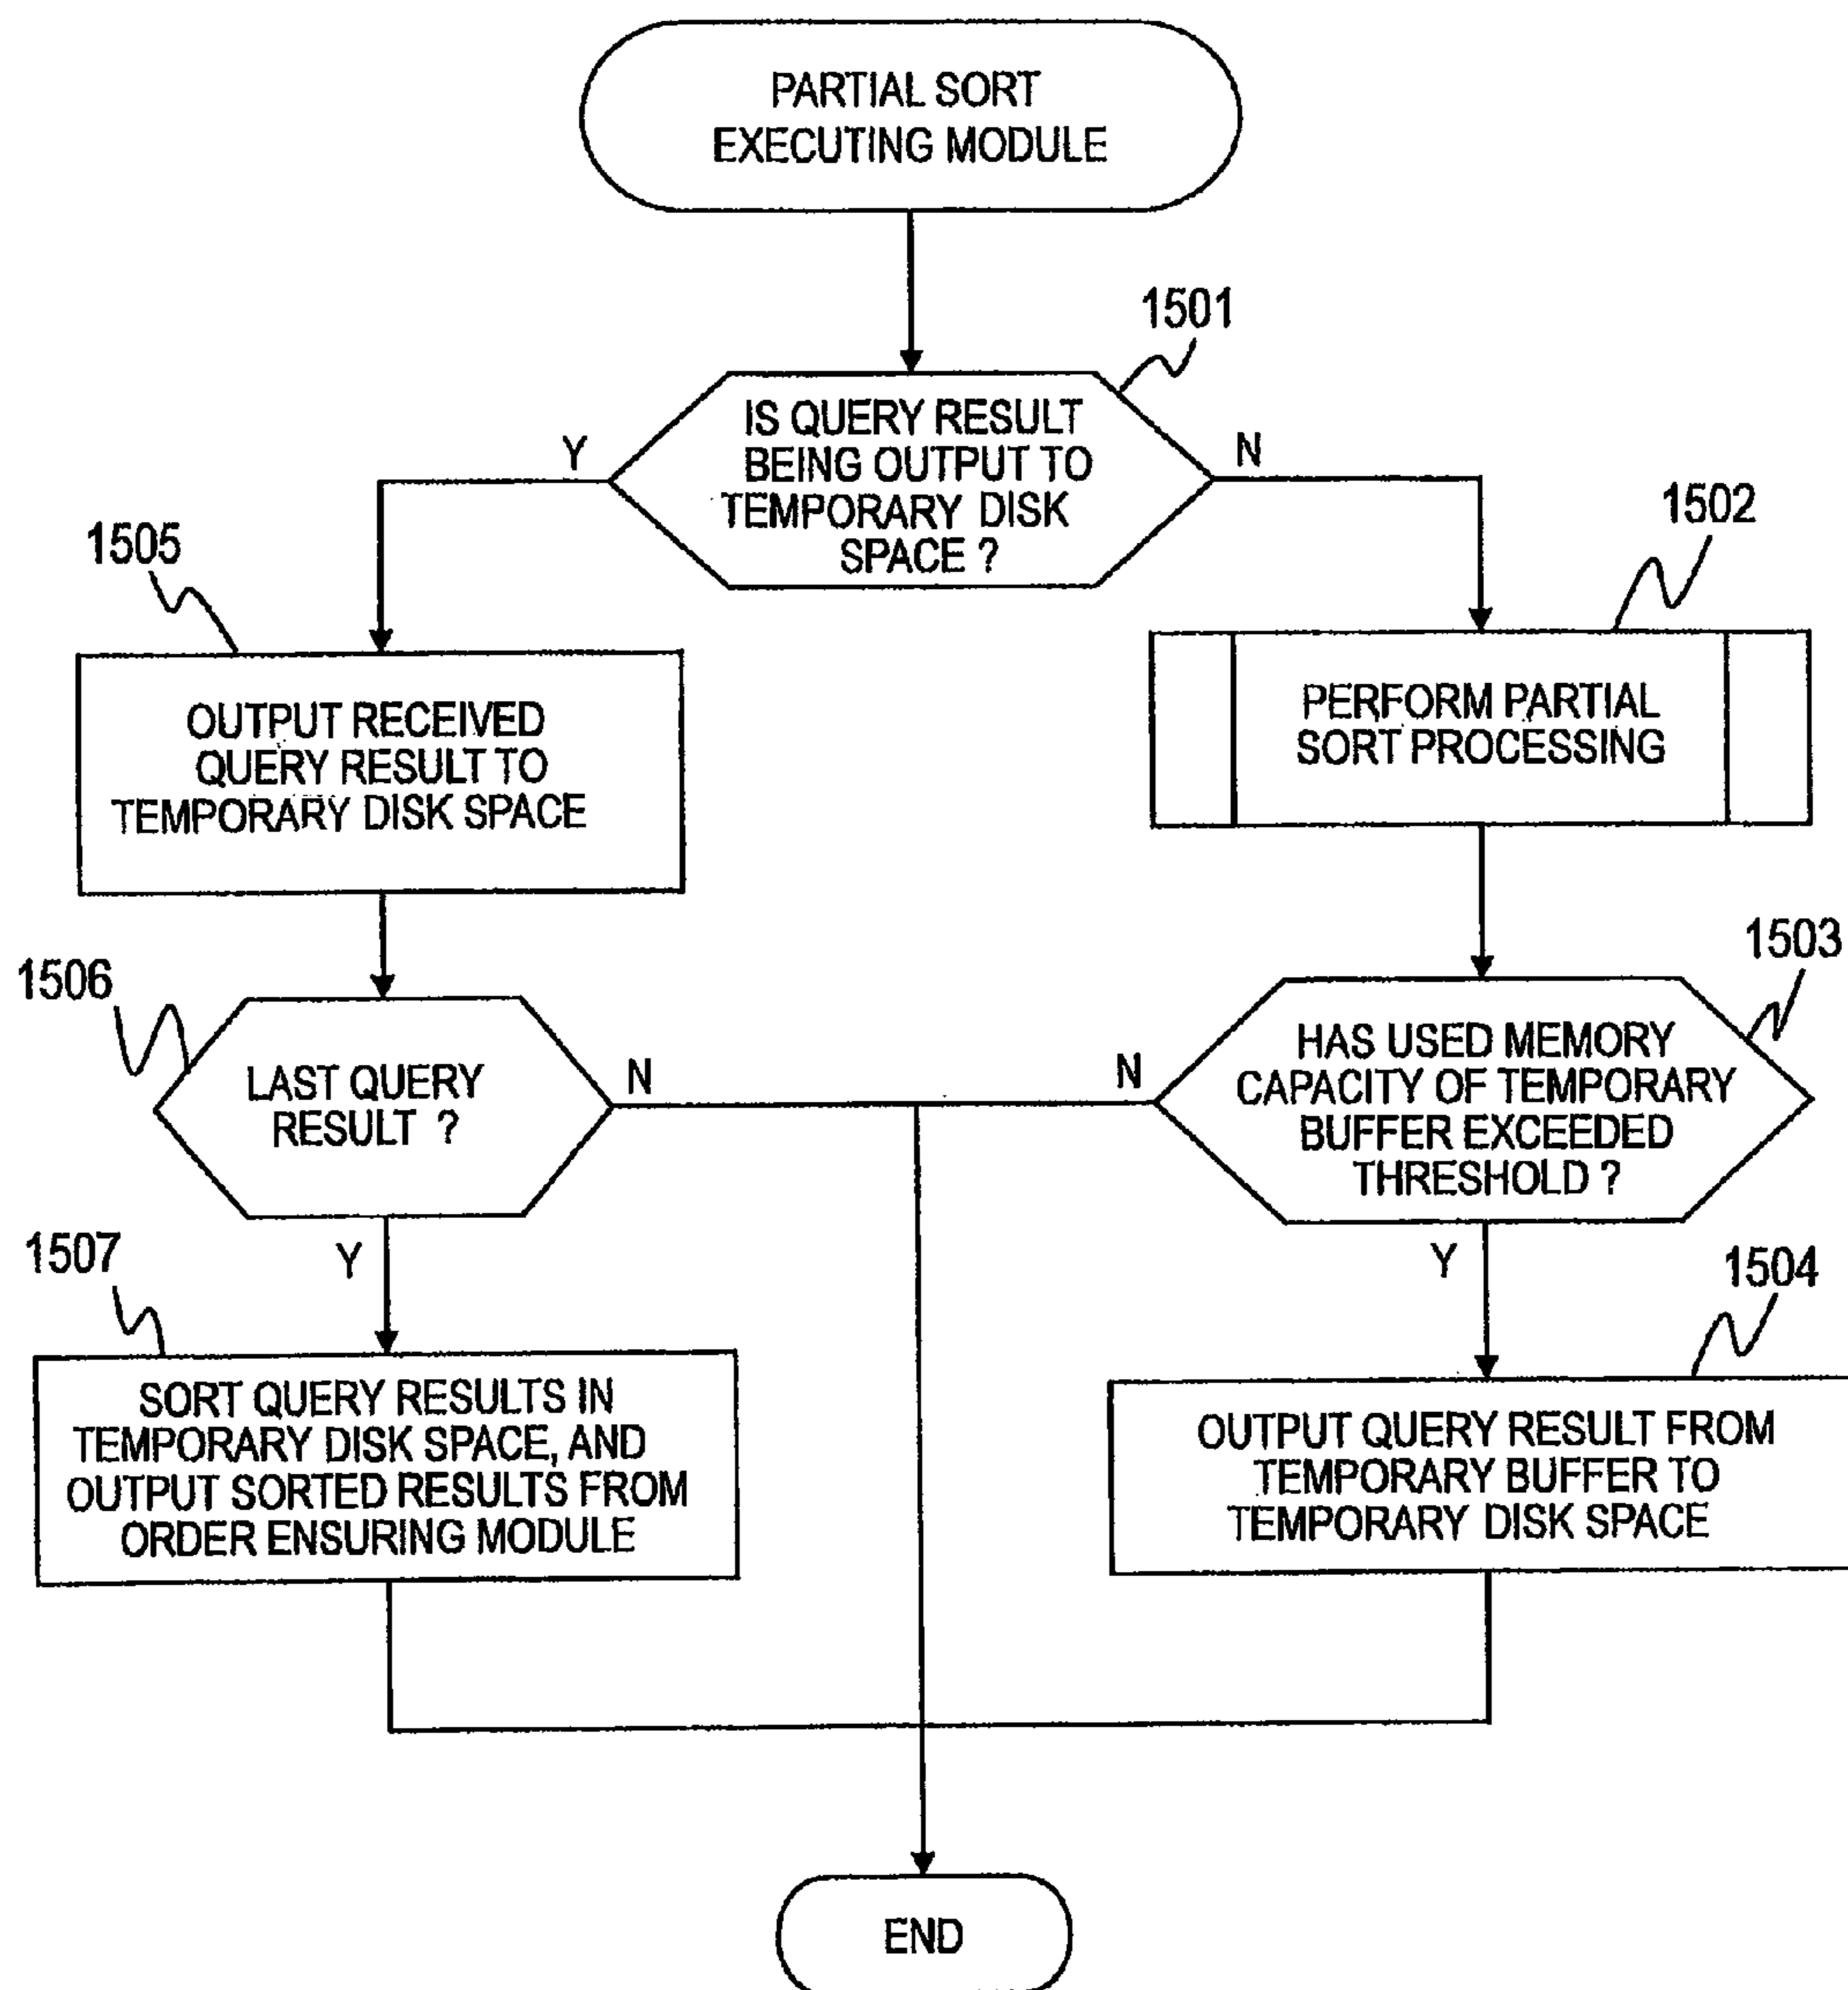 PARTIAL SORT
EXECUTING MODULE
1501
IS QUERY RESULT
BEING OUTPUT TO
TEMPORARY DISK
SPACE ?
Y
N
1505
1502
OUTPUT RECEIVED
QUERY RESULT TO
TEMPORARY DISK SPACE
PERFORM PARTIAL
SORT PROCESSING
1506
1503
LAST QUERY
RESULT ?
N
Y
HAS USED MEMORY
CAPACITY OF TEMPORARY
BUFFER EXCEEDED
THRESHOLD ?
N
Y
1507
1504
SORT QUERY RESULTS IN
TEMPORARY DISK SPACE, AND
OUTPUT SORTED RESULTS FROM
ORDER ENSURING MODULE
OUTPUT QUERY RESULT FROM
TEMPORARY BUFFER TO
TEMPORARY DISK SPACE
END